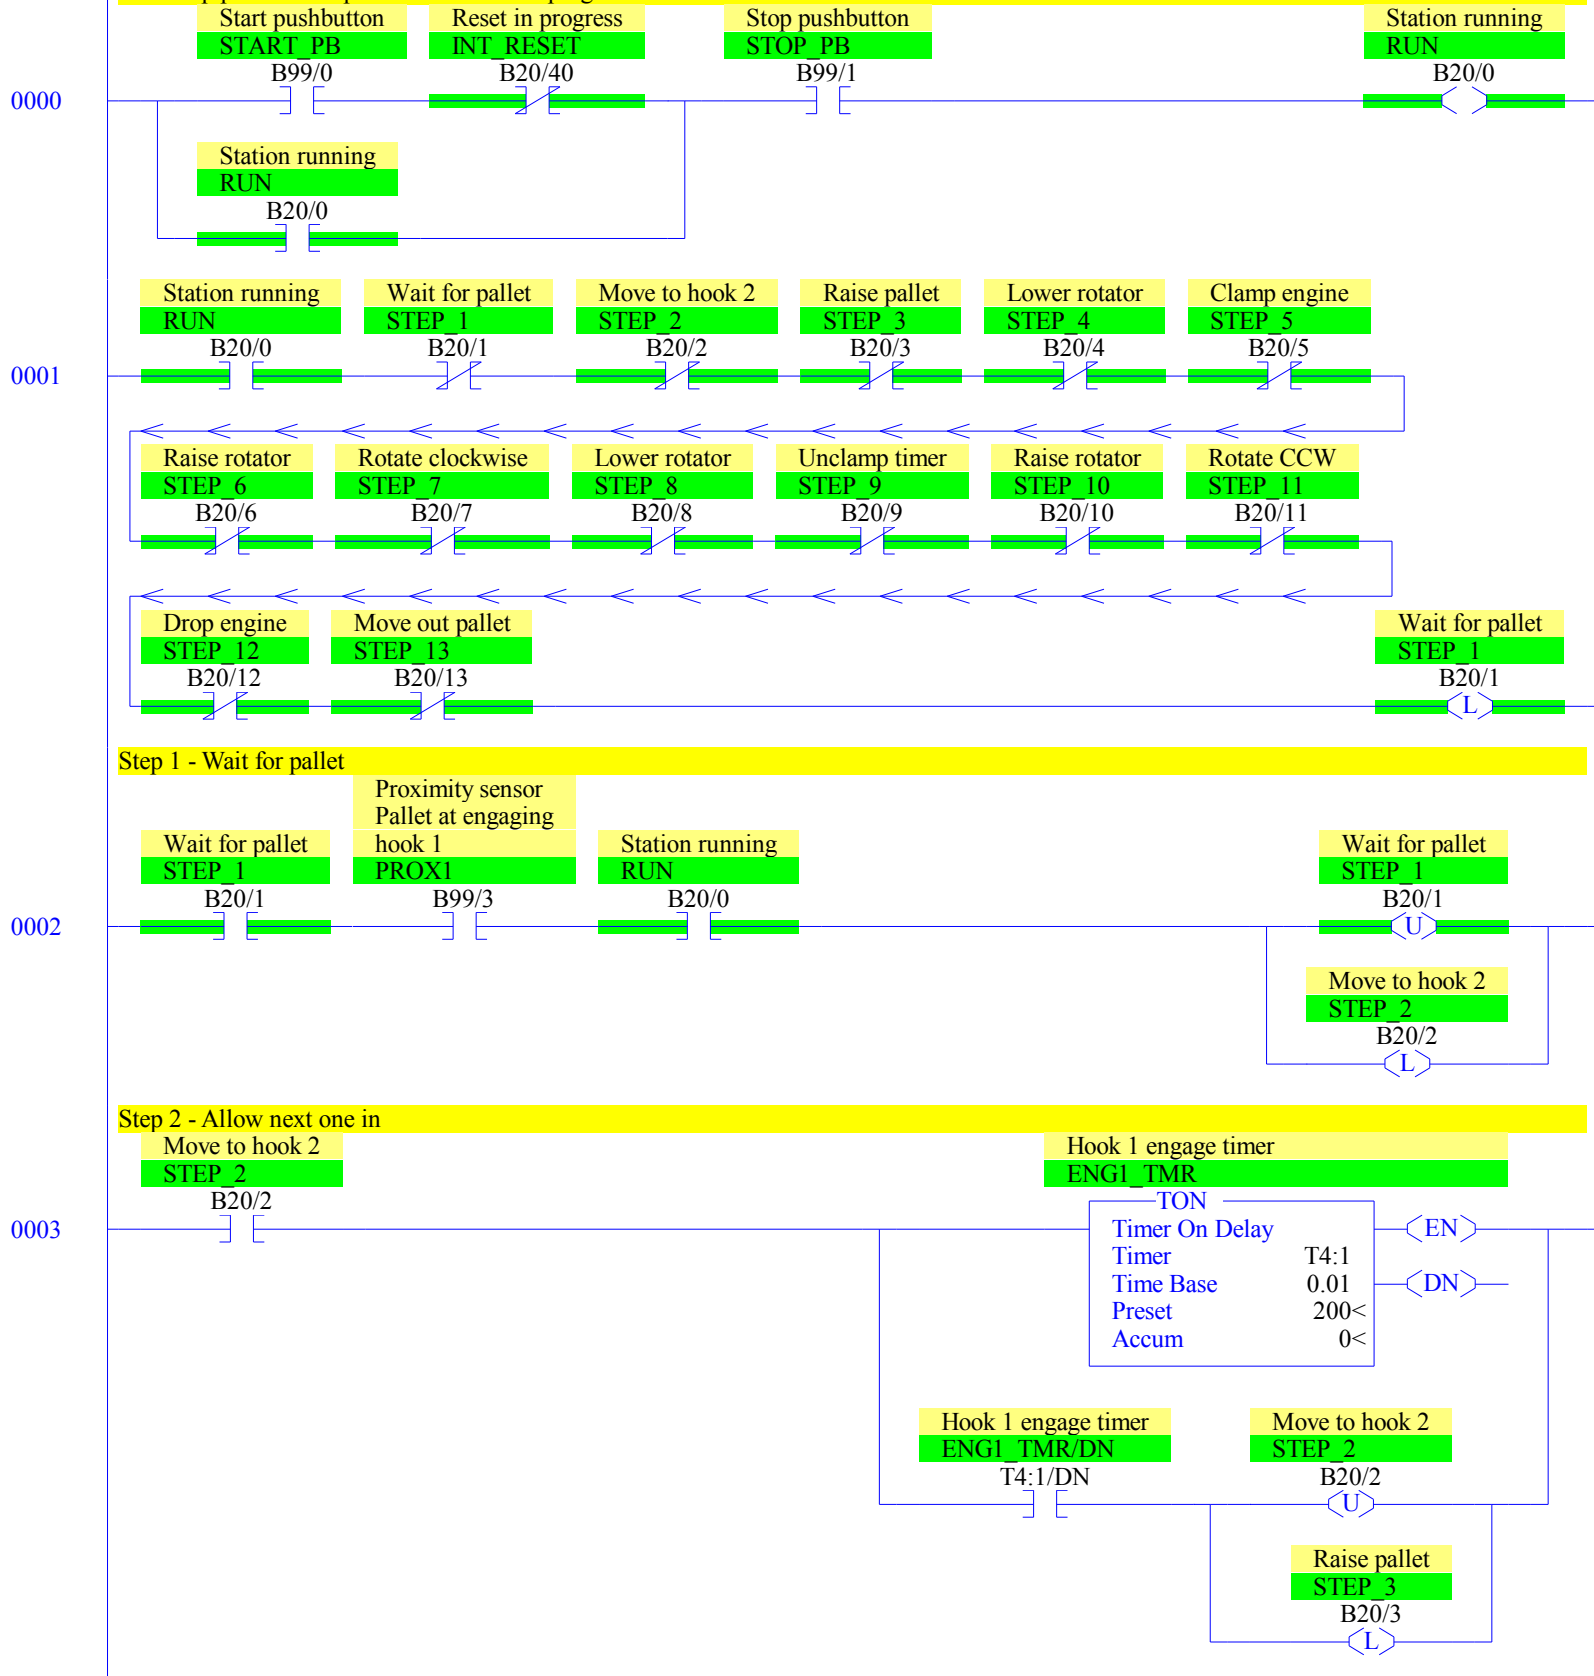 Start pushbutton Reset in progress Stop pushbutton Station running
START_PB INT_RESET STOP_PB RUN
B99/0 B20/40 B99/1 B20/0
0000
Station running
RUN
B20/0
Station running Wait for pallet Move to hook 2 Raise pallet Lower rotator Clamp engine
RUN STEP_1 STEP_2 STEP_3 STEP_4 STEP_5
B20/0 B20/1 B20/2 B20/3 B20/4 B20/5
0001
Raise rotator Rotate clockwise Lower rotator Unclamp timer Raise rotator Rotate CCW
STEP_6 STEP_7 STEP_8 STEP_9 STEP_10 STEP_11
B20/6 B20/7 B20/8 B20/9 B20/10 B20/11
Drop engine Move out pallet Wait for pallet
STEP_12 STEP_13 STEP_1
B20/12 B20/13 B20/1
L
Step 1 - Wait for pallet
Proximity sensor
Pallet at engaging
Wait for pallet hook 1 Station running Wait for pallet
STEP_1 PROX1 RUN STEP_1
B20/1 B99/3 B20/0 B20/1
0002 U
Move to hook 2
STEP_2
B20/2
L
Step 2 - Allow next one in
Move to hook 2 Hook 1 engage timer
STEP_2 ENG1_TMR
B20/2 TON
0003 Timer On Delay EN
Timer T4:1
Time Base 0.01 DN
Preset 200<
Accum 0<
Hook 1 engage timer Move to hook 2
ENG1_TMR/DN STEP_2
T4:1/DN B20/2
U
Raise pallet
STEP_3
B20/3
L